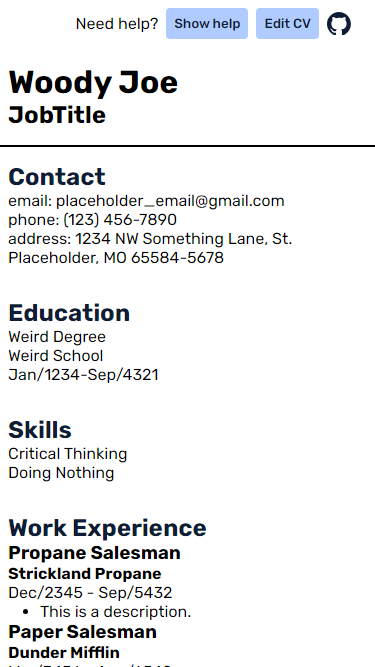 Need help? Show help Edit CV
Woody Joe
JobTitle
Contact
email: placeholder_email@gmail.com
phone: (123) 456-7890
address: 1234 NW Something Lane, St.
Placeholder, MO 65584-5678
Education
Weird Degree
Weird School
Jan/1234-Sep/4321
Skills
Critical Thinking
Doing Nothing
Work Experience
Propane Salesman
Strickland Propane
Dec/2345 - Sep/5432
• This is a description.
Paper Salesman
Dunder Mifflin